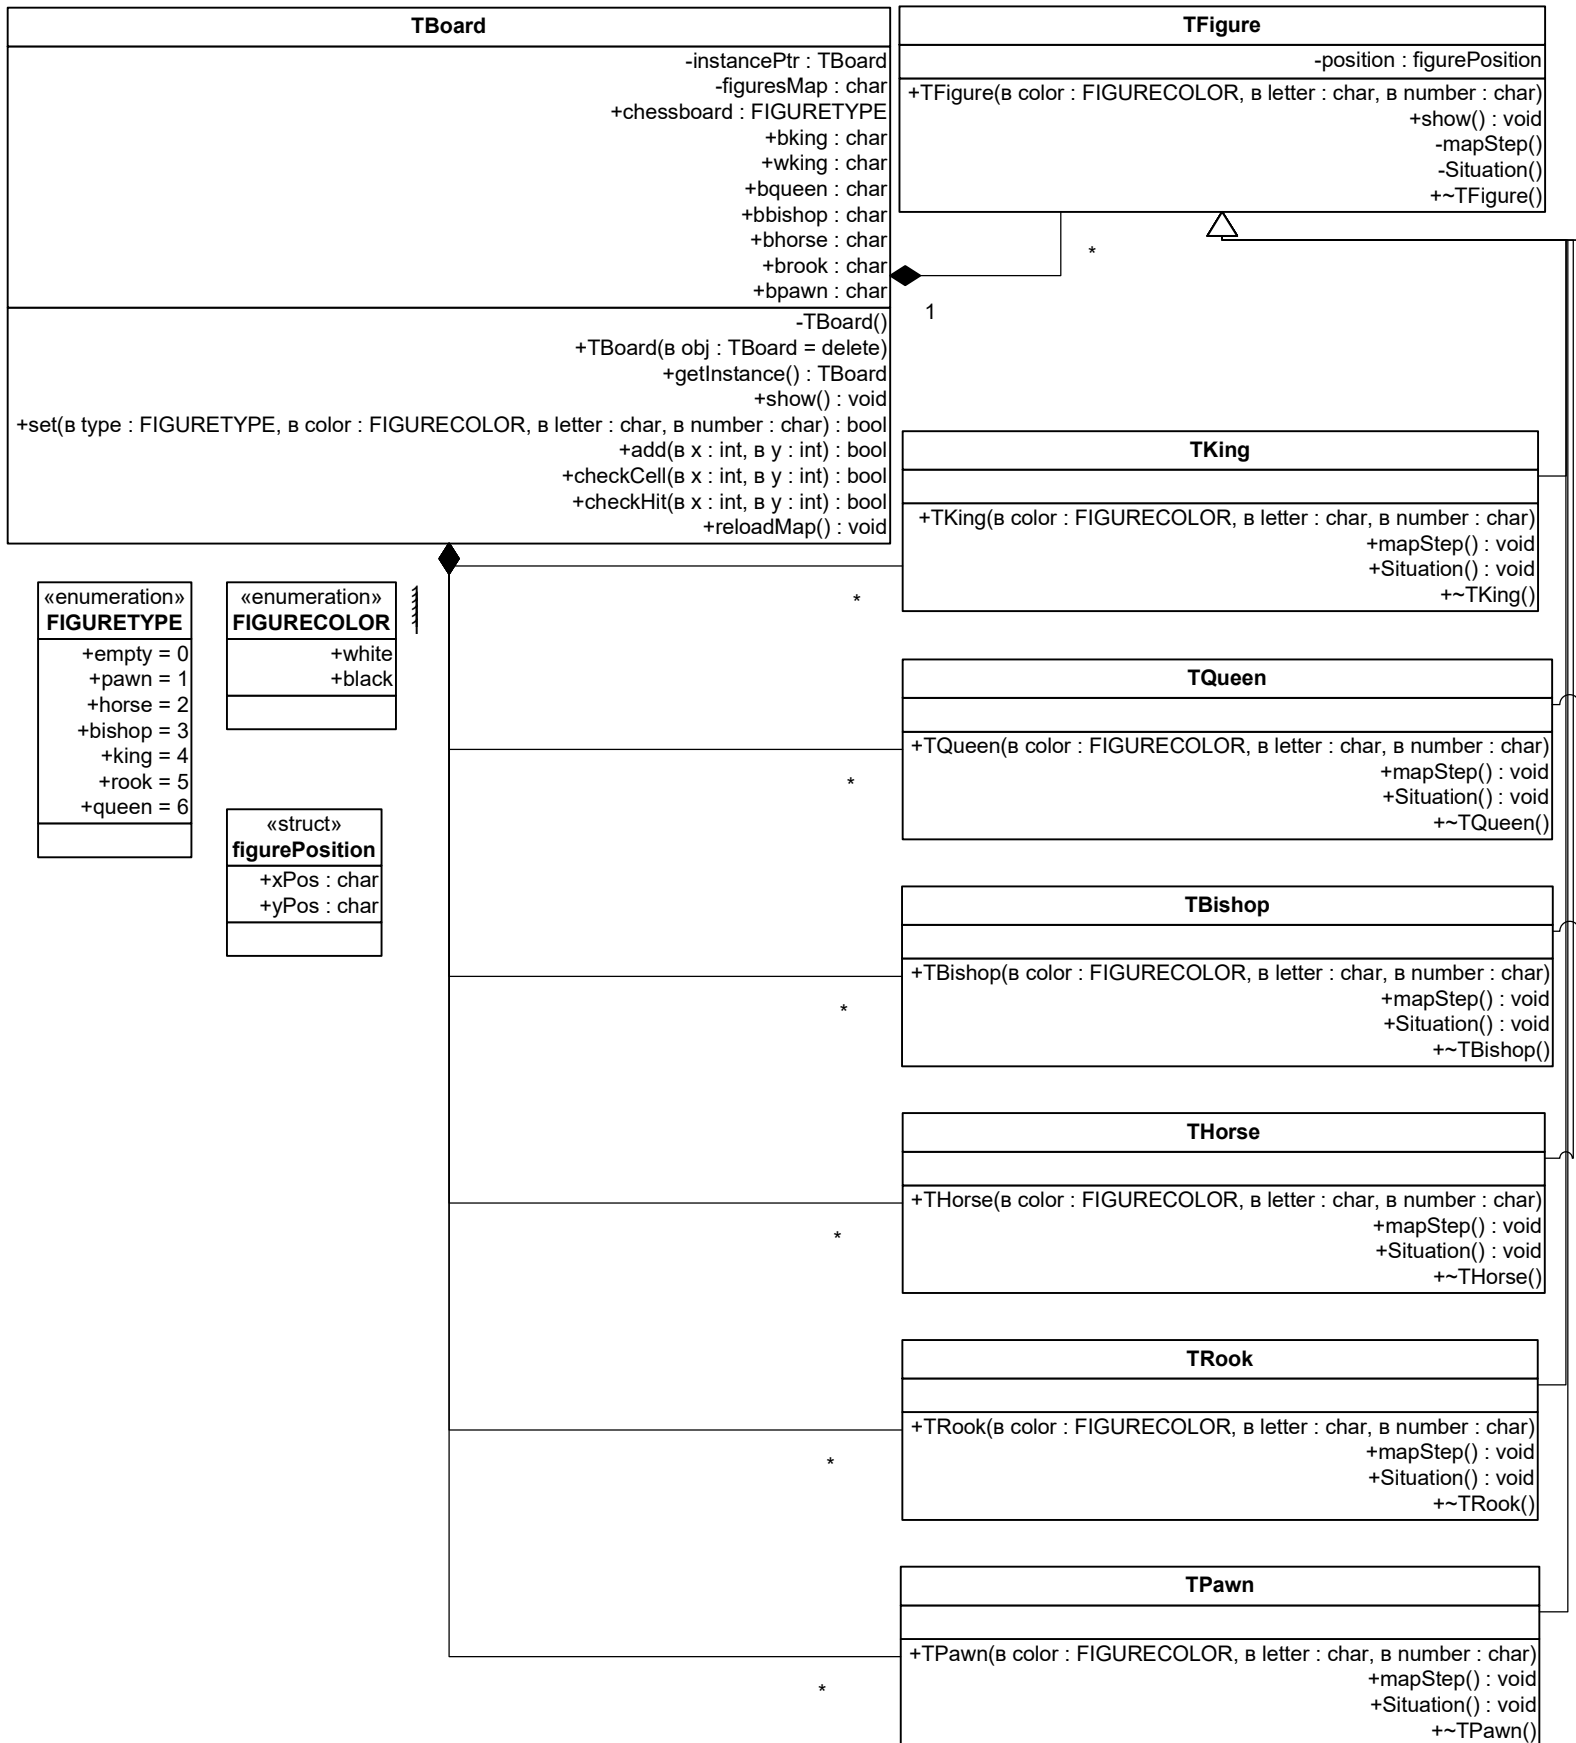 TBoard
-instancePtr : TBoard
-figuresMap : char
+chessboard : FIGURETYPE
+bking : char
+wking : char
+bqueen : char
+bbishop : char
+bhorse : char
+brook : char
+bpawn : char
-TBoard()
+TBoard(в obj : TBoard = delete)
+getInstance() : TBoard
+show() : void
+set(в type : FIGURETYPE, в color : FIGURECOLOR, в letter : char, в number : char) : bool
+add(в x : int, в y : int) : bool
+checkCell(в x : int, в y : int) : bool
+checkHit(в x : int, в y : int) : bool
+reloadMap() : void
TFigure
-position : figurePosition
+TFigure(в color : FIGURECOLOR, в letter : char, в number : char)
+show() : void
-mapStep()
-Situation()
+~TFigure()
*
1
«enumeration»
FIGURETYPE
+empty = 0
+pawn = 1
+horse = 2
+bishop = 3
+king = 4
+rook = 5
+queen = 6
«enumeration»
FIGURECOLOR
+white
+black
«struct»
figurePosition
+xPos : char
+yPos : char
TKing
+TKing(в color : FIGURECOLOR, в letter : char, в number : char)
+mapStep() : void
+Situation() : void
+~TKing()
*
TQueen
+TQueen(в color : FIGURECOLOR, в letter : char, в number : char)
+mapStep() : void
+Situation() : void
+~TQueen()
*
TBishop
+TBishop(в color : FIGURECOLOR, в letter : char, в number : char)
+mapStep() : void
+Situation() : void
+~TBishop()
*
THorse
+THorse(в color : FIGURECOLOR, в letter : char, в number : char)
+mapStep() : void
+Situation() : void
+~THorse()
*
TRook
+TRook(в color : FIGURECOLOR, в letter : char, в number : char)
+mapStep() : void
+Situation() : void
+~TRook()
*
TPawn
+TPawn(в color : FIGURECOLOR, в letter : char, в number : char)
+mapStep() : void
+Situation() : void
+~TPawn()
*